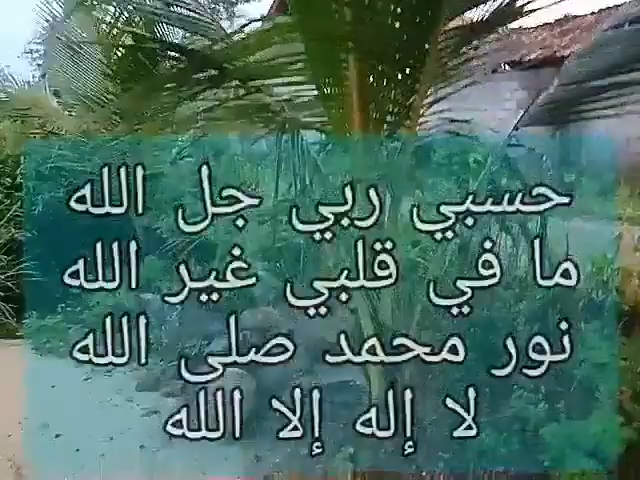 حسبي ربي جل الله
ما في قلبي غير الله
نور محمد صلى الله
لا إله إلا الله